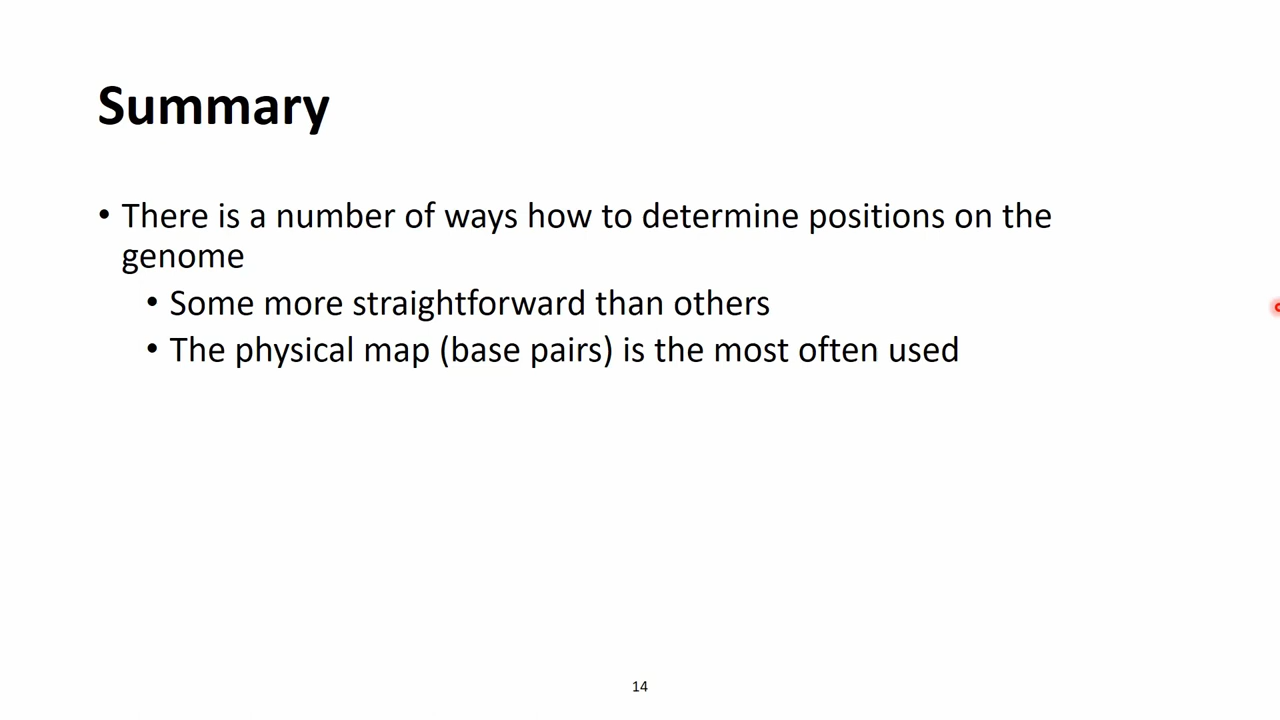 Summary
• There is a number of ways how to determine positions on the
genome
• Some more straightforward than others
• The physical map (base pairs) is the most often used
14